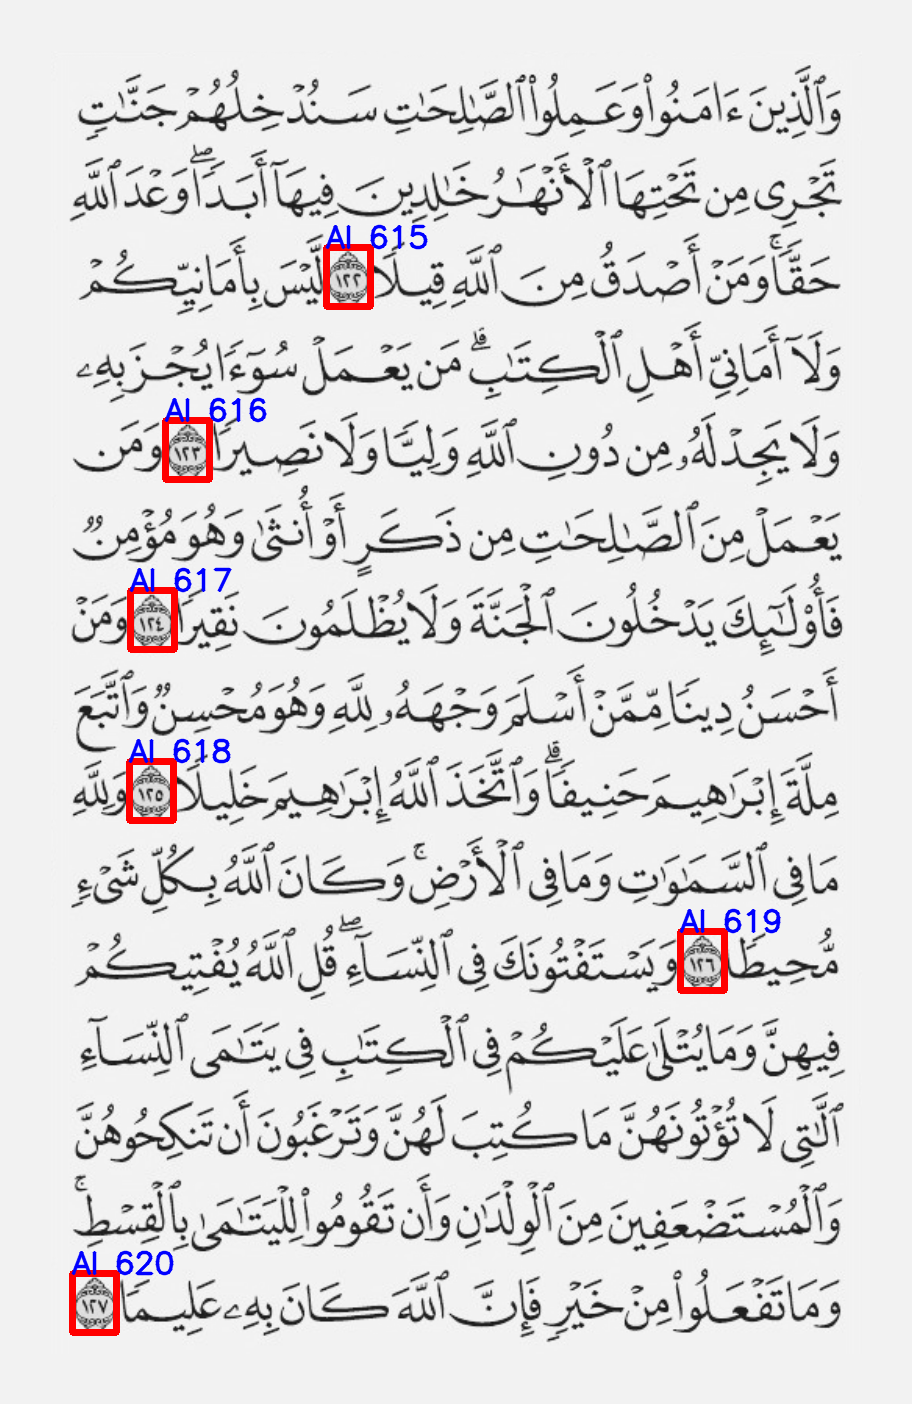 وَٱلَّذِينَ ءَامَنُوا۟ وَعَمِلُوا۟ ٱلصَّـٰلِحَـٰتِ سَنُدْخِلُهُمْ جَنَّـٰتٍ
تَجْرِى مِن تَحْتِهَا ٱلْأَنْهَـٰرُ خَـٰلِدِينَ فِيهَآ أَبَدًا ۖ وَعْدَ ٱللَّهِ
AI 615
حَقًّا ۚ وَمَنْ أَصْدَقُ مِنَ ٱللَّهِ قِيلًا ١٢٢ لَّيْسَ بِأَمَانِيِّكُمْ
وَلَآ أَمَانِىِّ أَهْلِ ٱلْكِتَـٰبِ ۗ مَن يَعْمَلْ سُوٓءًا يُجْزَ بِهِۦ
AI 616
وَلَا يَجِدْ لَهُۥ مِن دُونِ ٱللَّهِ وَلِيًّا وَلَا نَصِيرًا ١٢٣ وَمَن
يَعْمَلْ مِنَ ٱلصَّـٰلِحَـٰتِ مِن ذَكَرٍ أَوْ أُنثَىٰ وَهُوَ مُؤْمِنٌ
AI 617
فَأُو۟لَـٰٓئِكَ يَدْخُلُونَ ٱلْجَنَّةَ وَلَا يُظْلَمُونَ نَقِيرًا ١٢٤ وَمَنْ
أَحْسَنُ دِينًا مِّمَّنْ أَسْلَمَ وَجْهَهُۥ لِلَّهِ وَهُوَ مُحْسِنٌ وَٱتَّبَعَ
AI 618
مِلَّةَ إِبْرَٰهِيمَ حَنِيفًا ۗ وَٱتَّخَذَ ٱللَّهُ إِبْرَٰهِيمَ خَلِيلًا ١٢٥ وَلِلَّهِ
مَا فِى ٱلسَّمَـٰوَٰتِ وَمَا فِى ٱلْأَرْضِ ۚ وَكَانَ ٱللَّهُ بِكُلِّ شَىْءٍ
AI 619
مُّحِيطًا ١٢٦ وَيَسْتَفْتُونَكَ فِى ٱلنِّسَآءِ ۖ قُلِ ٱللَّهُ يُفْتِيكُمْ
فِيهِنَّ وَمَا يُتْلَىٰ عَلَيْكُمْ فِى ٱلْكِتَـٰبِ فِى يَتَـٰمَى ٱلنِّسَآءِ
ٱلَّـٰتِى لَا تُؤْتُونَهُنَّ مَا كُتِبَ لَهُنَّ وَتَرْغَبُونَ أَن تَنكِحُوهُنَّ
وَٱلْمُسْتَضْعَفِينَ مِنَ ٱلْوِلْدَٰنِ وَأَن تَقُومُوا۟ لِلْيَتَـٰمَىٰ بِٱلْقِسْطِ ۚ
AI 620
وَمَا تَفْعَلُوا۟ مِنْ خَيْرٍ فَإِنَّ ٱللَّهَ كَانَ بِهِۦ عَلِيمًا ١٢٧